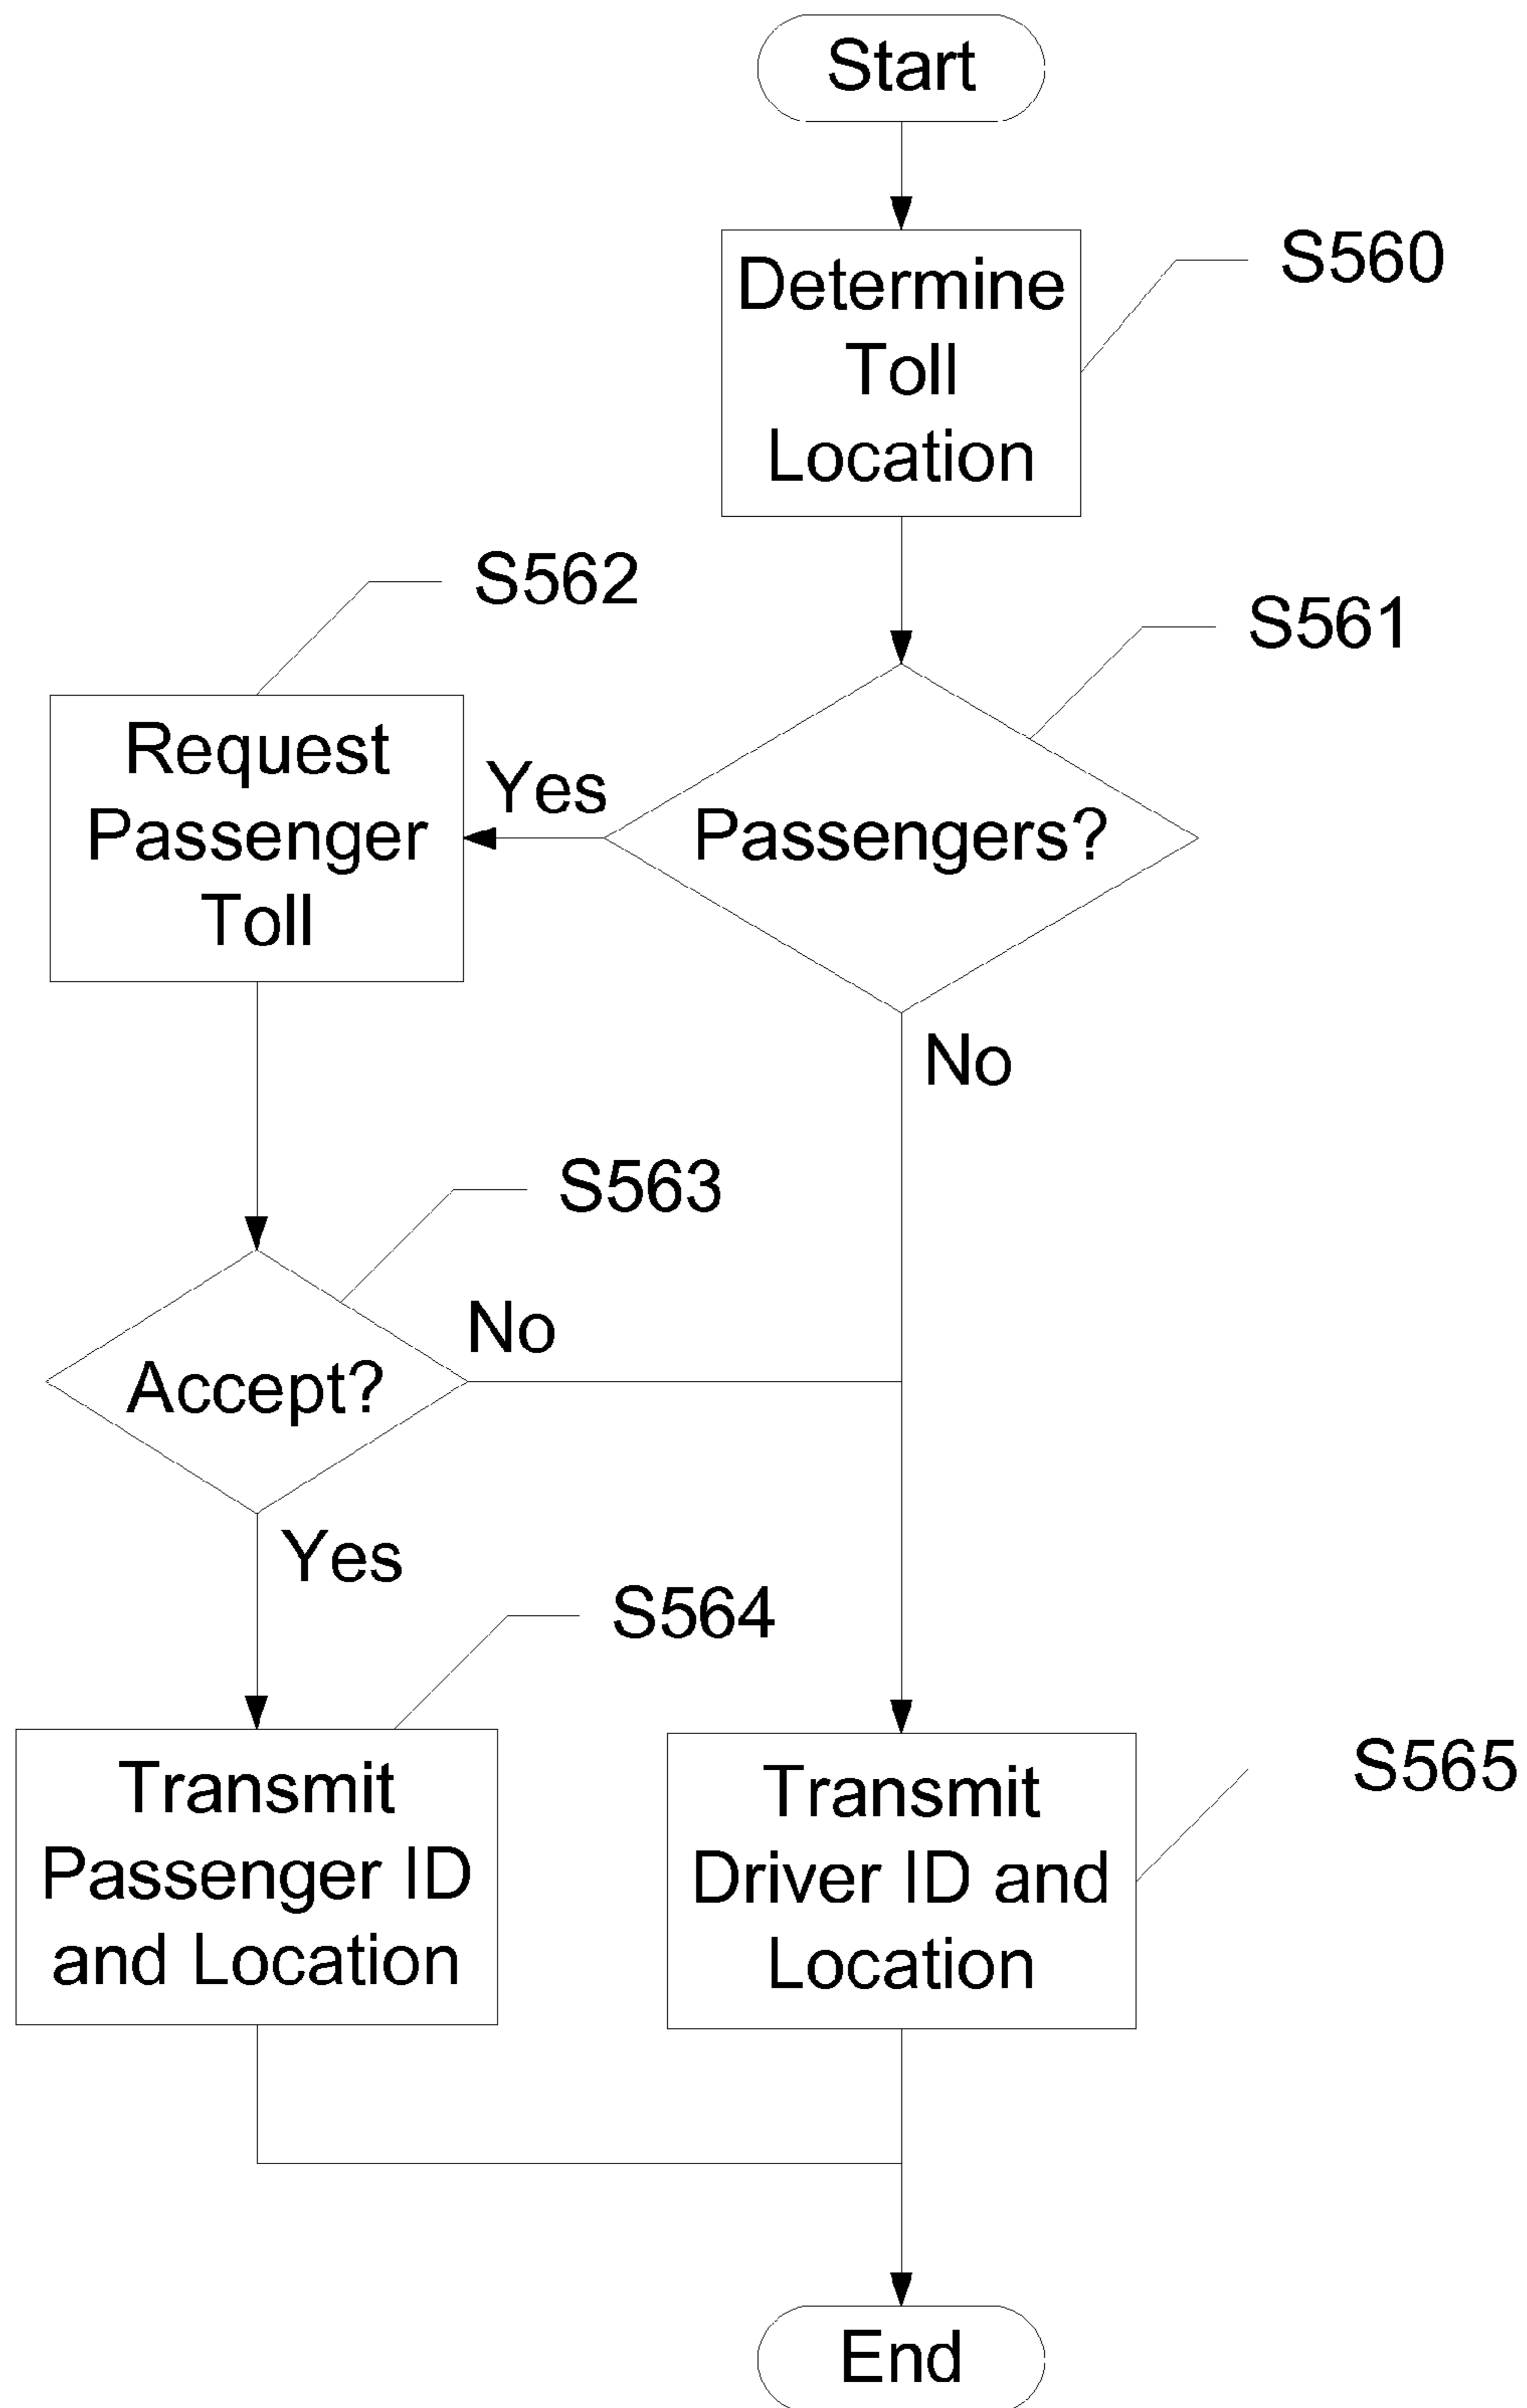 Start
Determine
Toll
Location
S560
S562
S561
Request
Passenger
Toll
Yes
Passengers?
No
S563
Accept?
No
Yes
S564
Transmit
Passenger ID
and Location
Transmit
Driver ID and
Location
S565
End